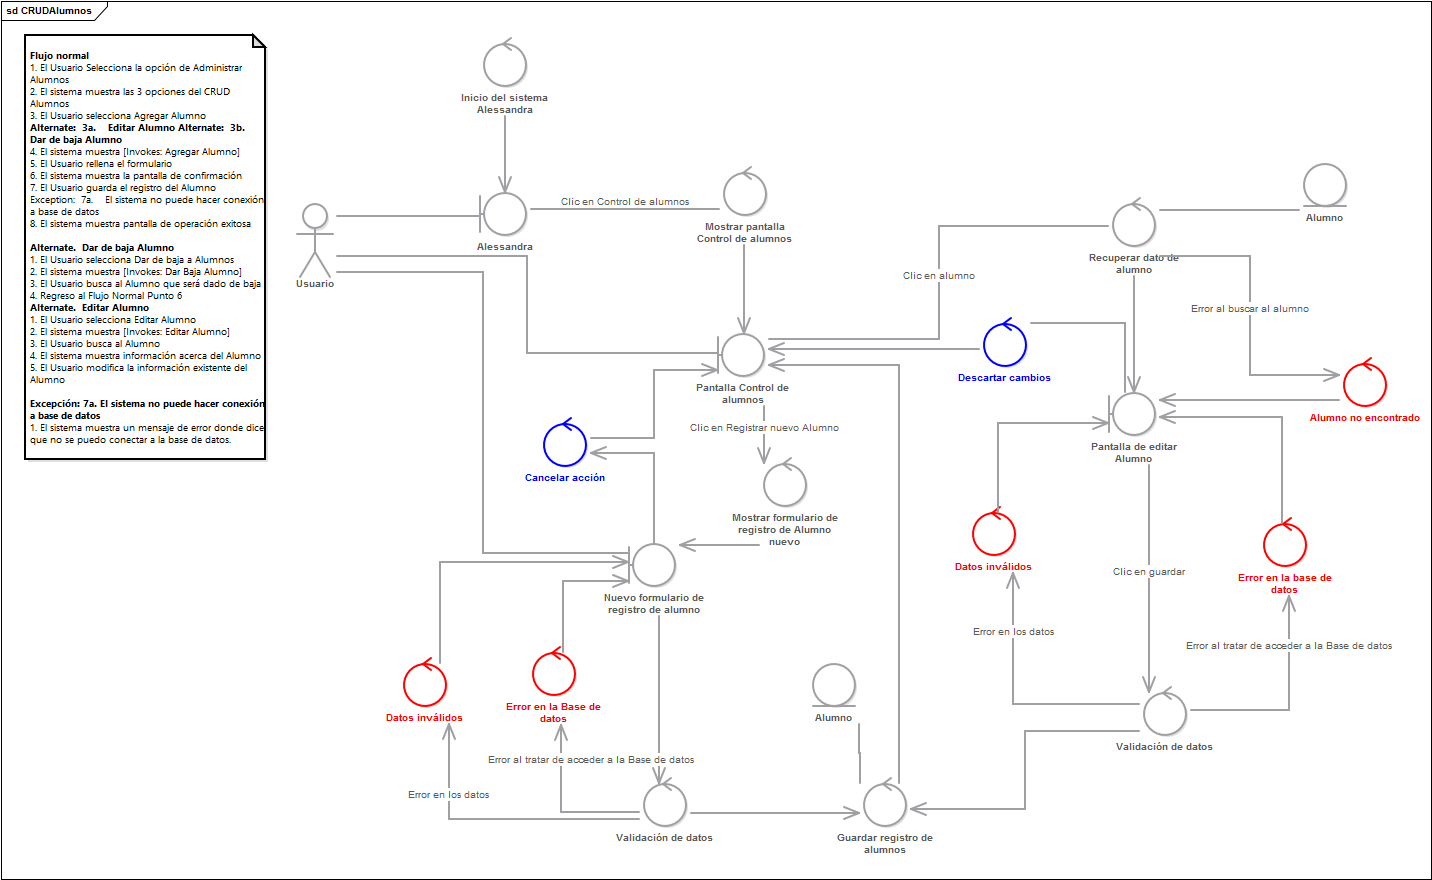 sd CRUDAlumnos
Flujo normal
1. El Usuario Selecciona la opción de Administrar
Alumnos
2. El sistema muestra las 3 opciones del CRUD
Alumnos
3. El Usuario selecciona Agregar Alumno
Alternate: 3a. Editar Alumno Alternate: 3b.
Dar de baja Alumno
4. El sistema muestra [Invokes: Agregar Alumno]
5. El Usuario rellena el formulario
6. El sistema muestra la pantalla de confirmación
7. El Usuario guarda el registro del Alumno
Exception: 7a. El sistema no puede hacer conexión
a base de datos
8. El sistema muestra pantalla de operación exitosa
Alternate. Dar de baja Alumno
1. El Usuario selecciona Dar de baja a Alumnos
2. El sistema muestra [Invokes: Dar Baja Alumno]
3. El Usuario busca al Alumno que será dado de baja
4. Regreso al Flujo Normal Punto 6
Alternate. Editar Alumno
1. El Usuario selecciona Editar Alumno
2. El sistema muestra [Invokes: Editar Alumno]
3. El Usuario busca al Alumno
4. El sistema muestra información acerca del Alumno
5. El Usuario modifica la información existente del
Alumno
Excepción: 7a. El sistema no puede hacer conexión
a base de datos
1. El sistema muestra un mensaje de error donde dice
que no se puedo conectar a la base de datos.
Inicio del sistema
Alessandra
Usuario
Alessandra
Clic en Control de alumnos
Mostrar pantalla
Control de alumnos
Alumno
Recuperar dato de
alumno
Clic en alumno
Error al buscar al alumno
Descartar cambios
Pantalla Control de
alumnos
Alumno no encontrado
Clic en Registrar nuevo Alumno
Pantalla de editar
Alumno
Cancelar acción
Mostrar formulario de
registro de Alumno
nuevo
Datos inválidos
Clic en guardar
Error en la base de
datos
Nuevo formulario de
registro de alumno
Error en los datos
Error al tratar de acceder a la Base de datos
Datos inválidos
Error en la Base de
datos
Alumno
Validación de datos
Error al tratar de acceder a la Base de datos
Error en los datos
Validación de datos
Guardar registro de
alumnos